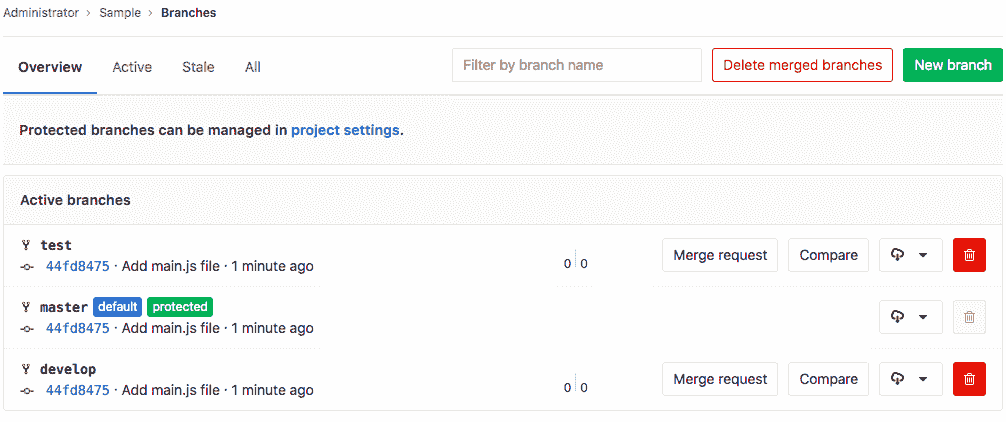 Administrator › Sample › Branches
Overview Active Stale All Filter by branch name Delete merged branches New branch
Protected branches can be managed in project settings.
Active branches
test
44fd8475 · Add main.js file · 1 minute ago 0 0 Merge request Compare
master default protected
44fd8475 · Add main.js file · 1 minute ago
develop
44fd8475 · Add main.js file · 1 minute ago 0 0 Merge request Compare